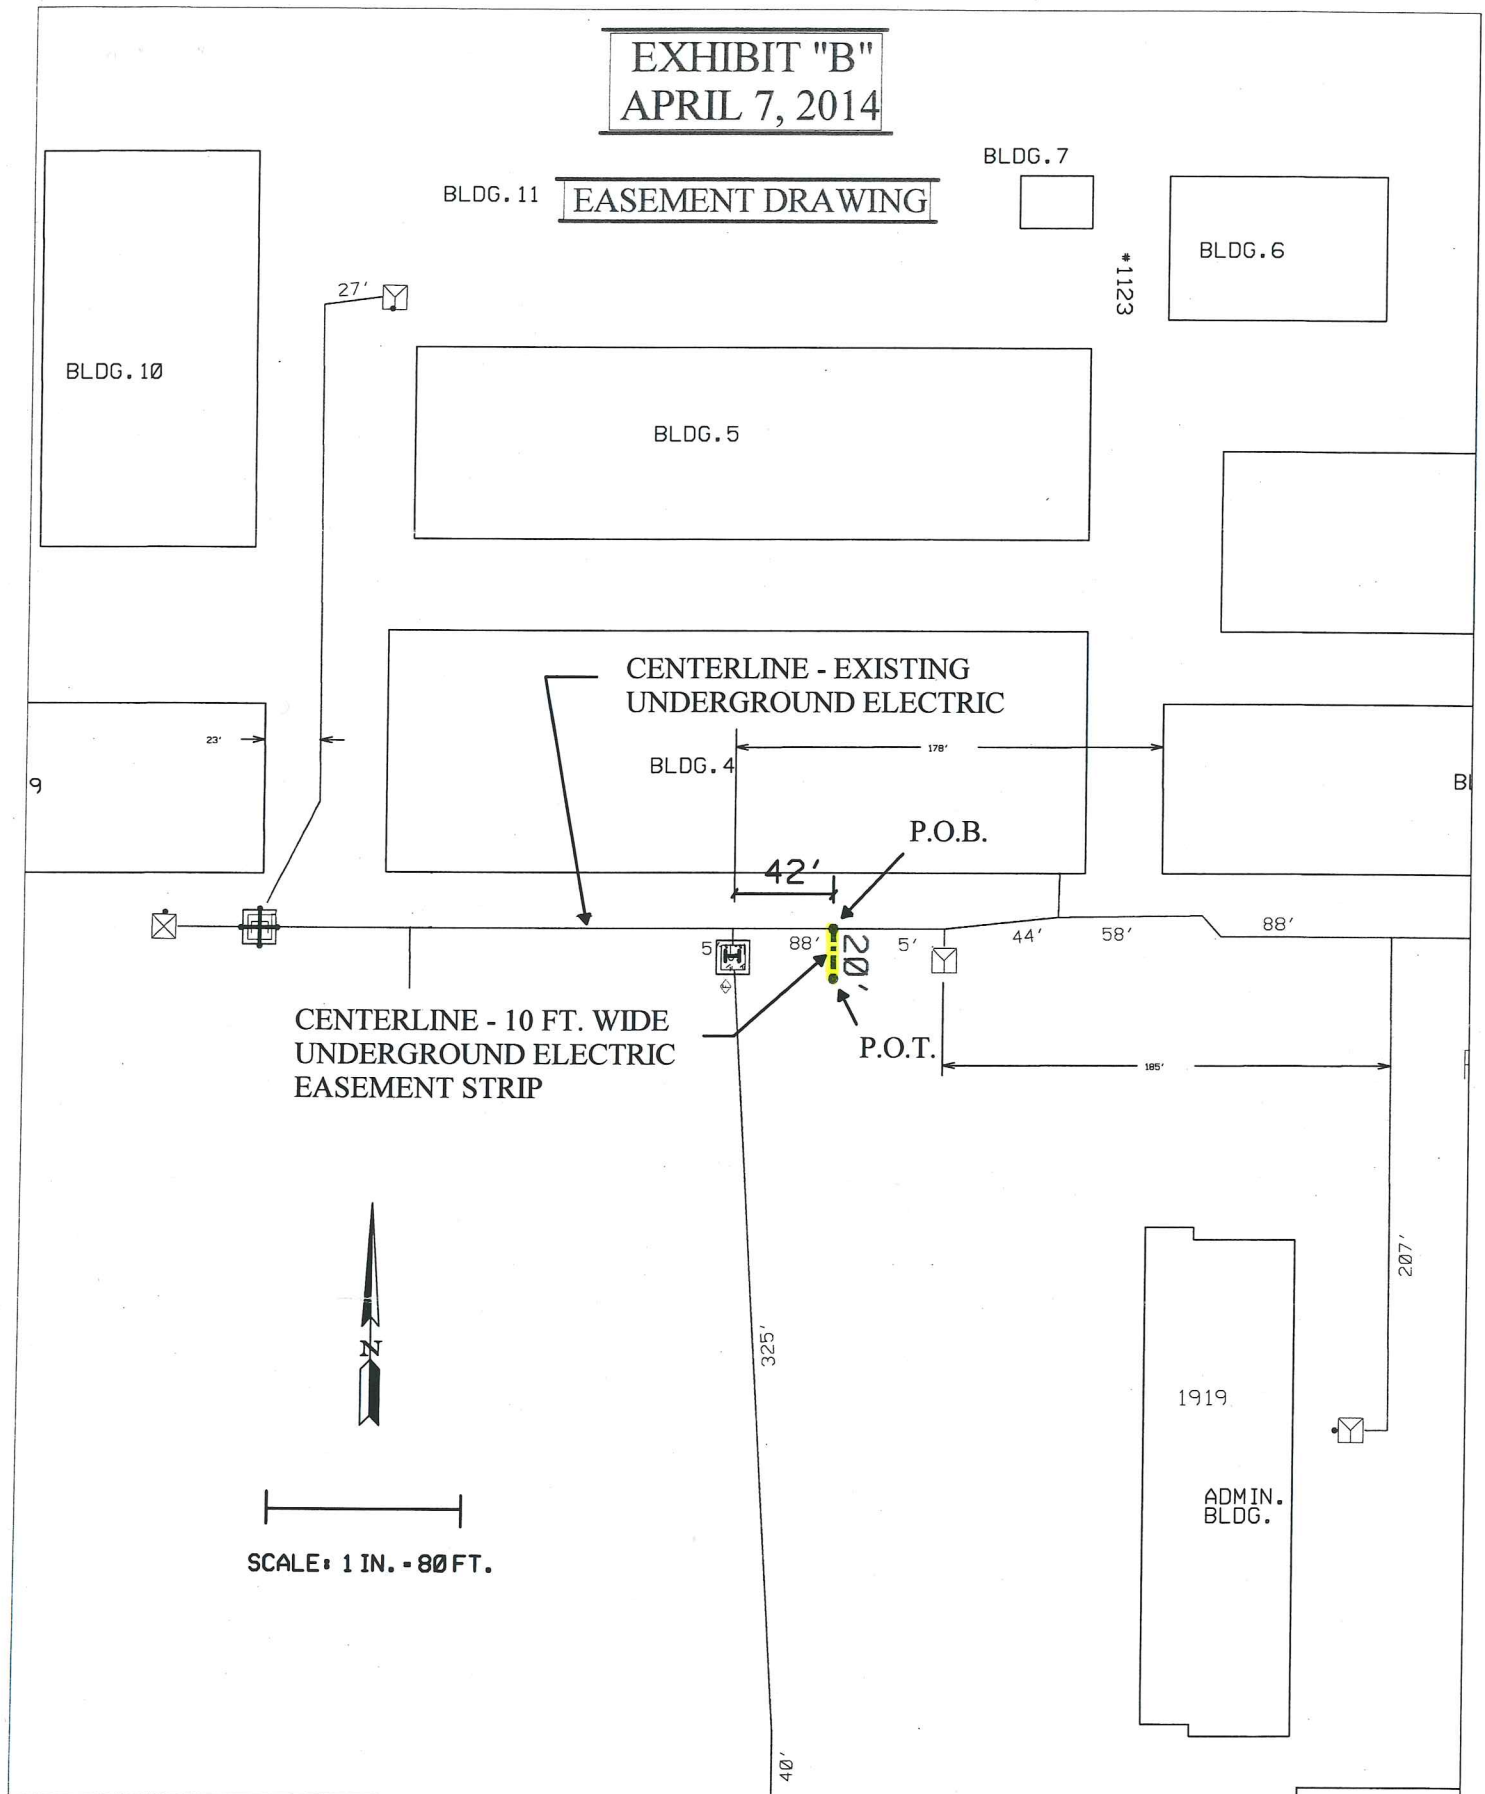 EXHIBIT "B"
APRIL 7, 2014
BLDG.7
BLDG.11
EASEMENT DRAWING
BLDG.6
*1123
27'
BLDG.10
BLDG.5
CENTERLINE - EXISTING
UNDERGROUND ELECTRIC
23'
178'
BLDG.4
9
P.O.B.
42'
88'
44'
58'
5
88'
5'
20'
H
CENTERLINE - 10 FT. WIDE
UNDERGROUND ELECTRIC
EASEMENT STRIP
P.O.T.
185'
207'
N
325'
1919
ADMIN.
BLDG.
SCALE: 1 IN. = 80 FT.
40'